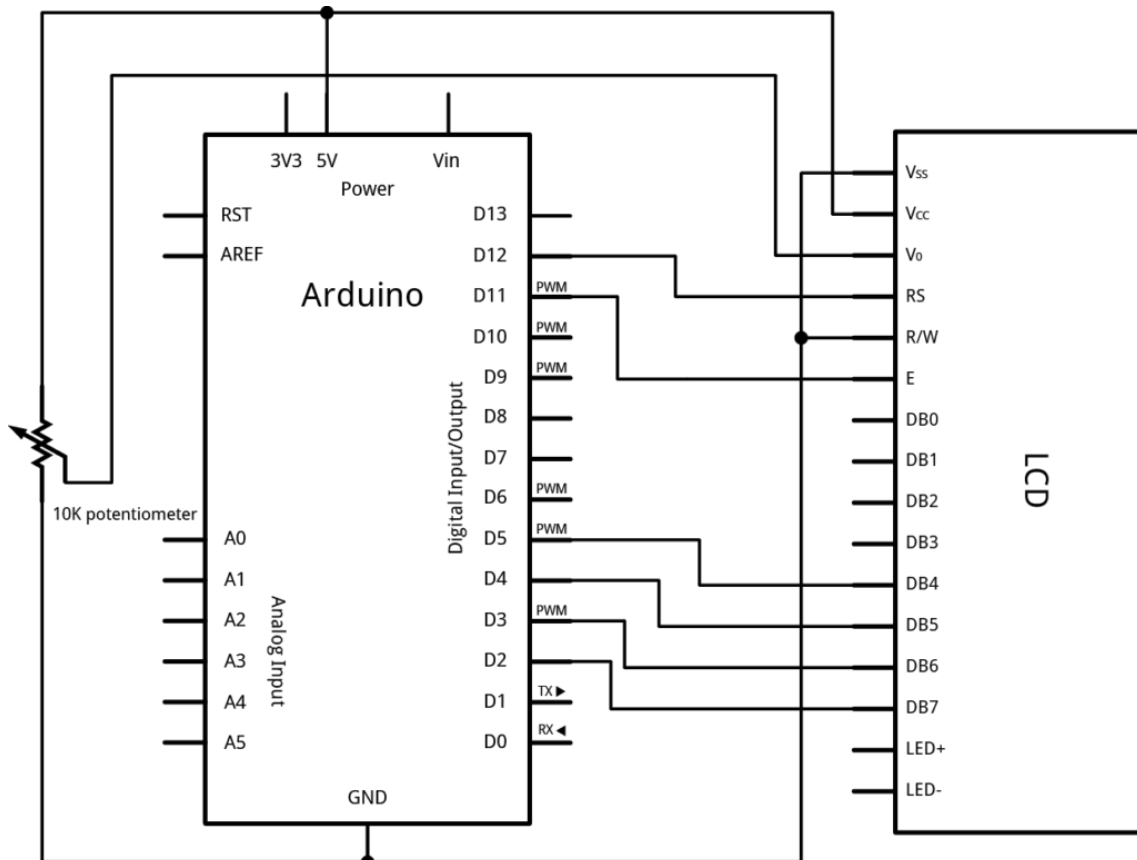 3V3 5V Vin
Power
RST
AREF
Arduino
10K potentiometer
A0
A1
A2
A3
A4
A5
Analog Input
GND
Digital Input/Output
D13
D12
D11 PWM
D10 PWM
D9 PWM
D8
D7
D6 PWM
D5 PWM
D4
D3 PWM
D2
D1 TX ▶
D0 RX ◀
Vss
Vcc
V0
RS
R/W
E
DB0
DB1
DB2
DB3
DB4
DB5
DB6
DB7
LED+
LED-
LCD